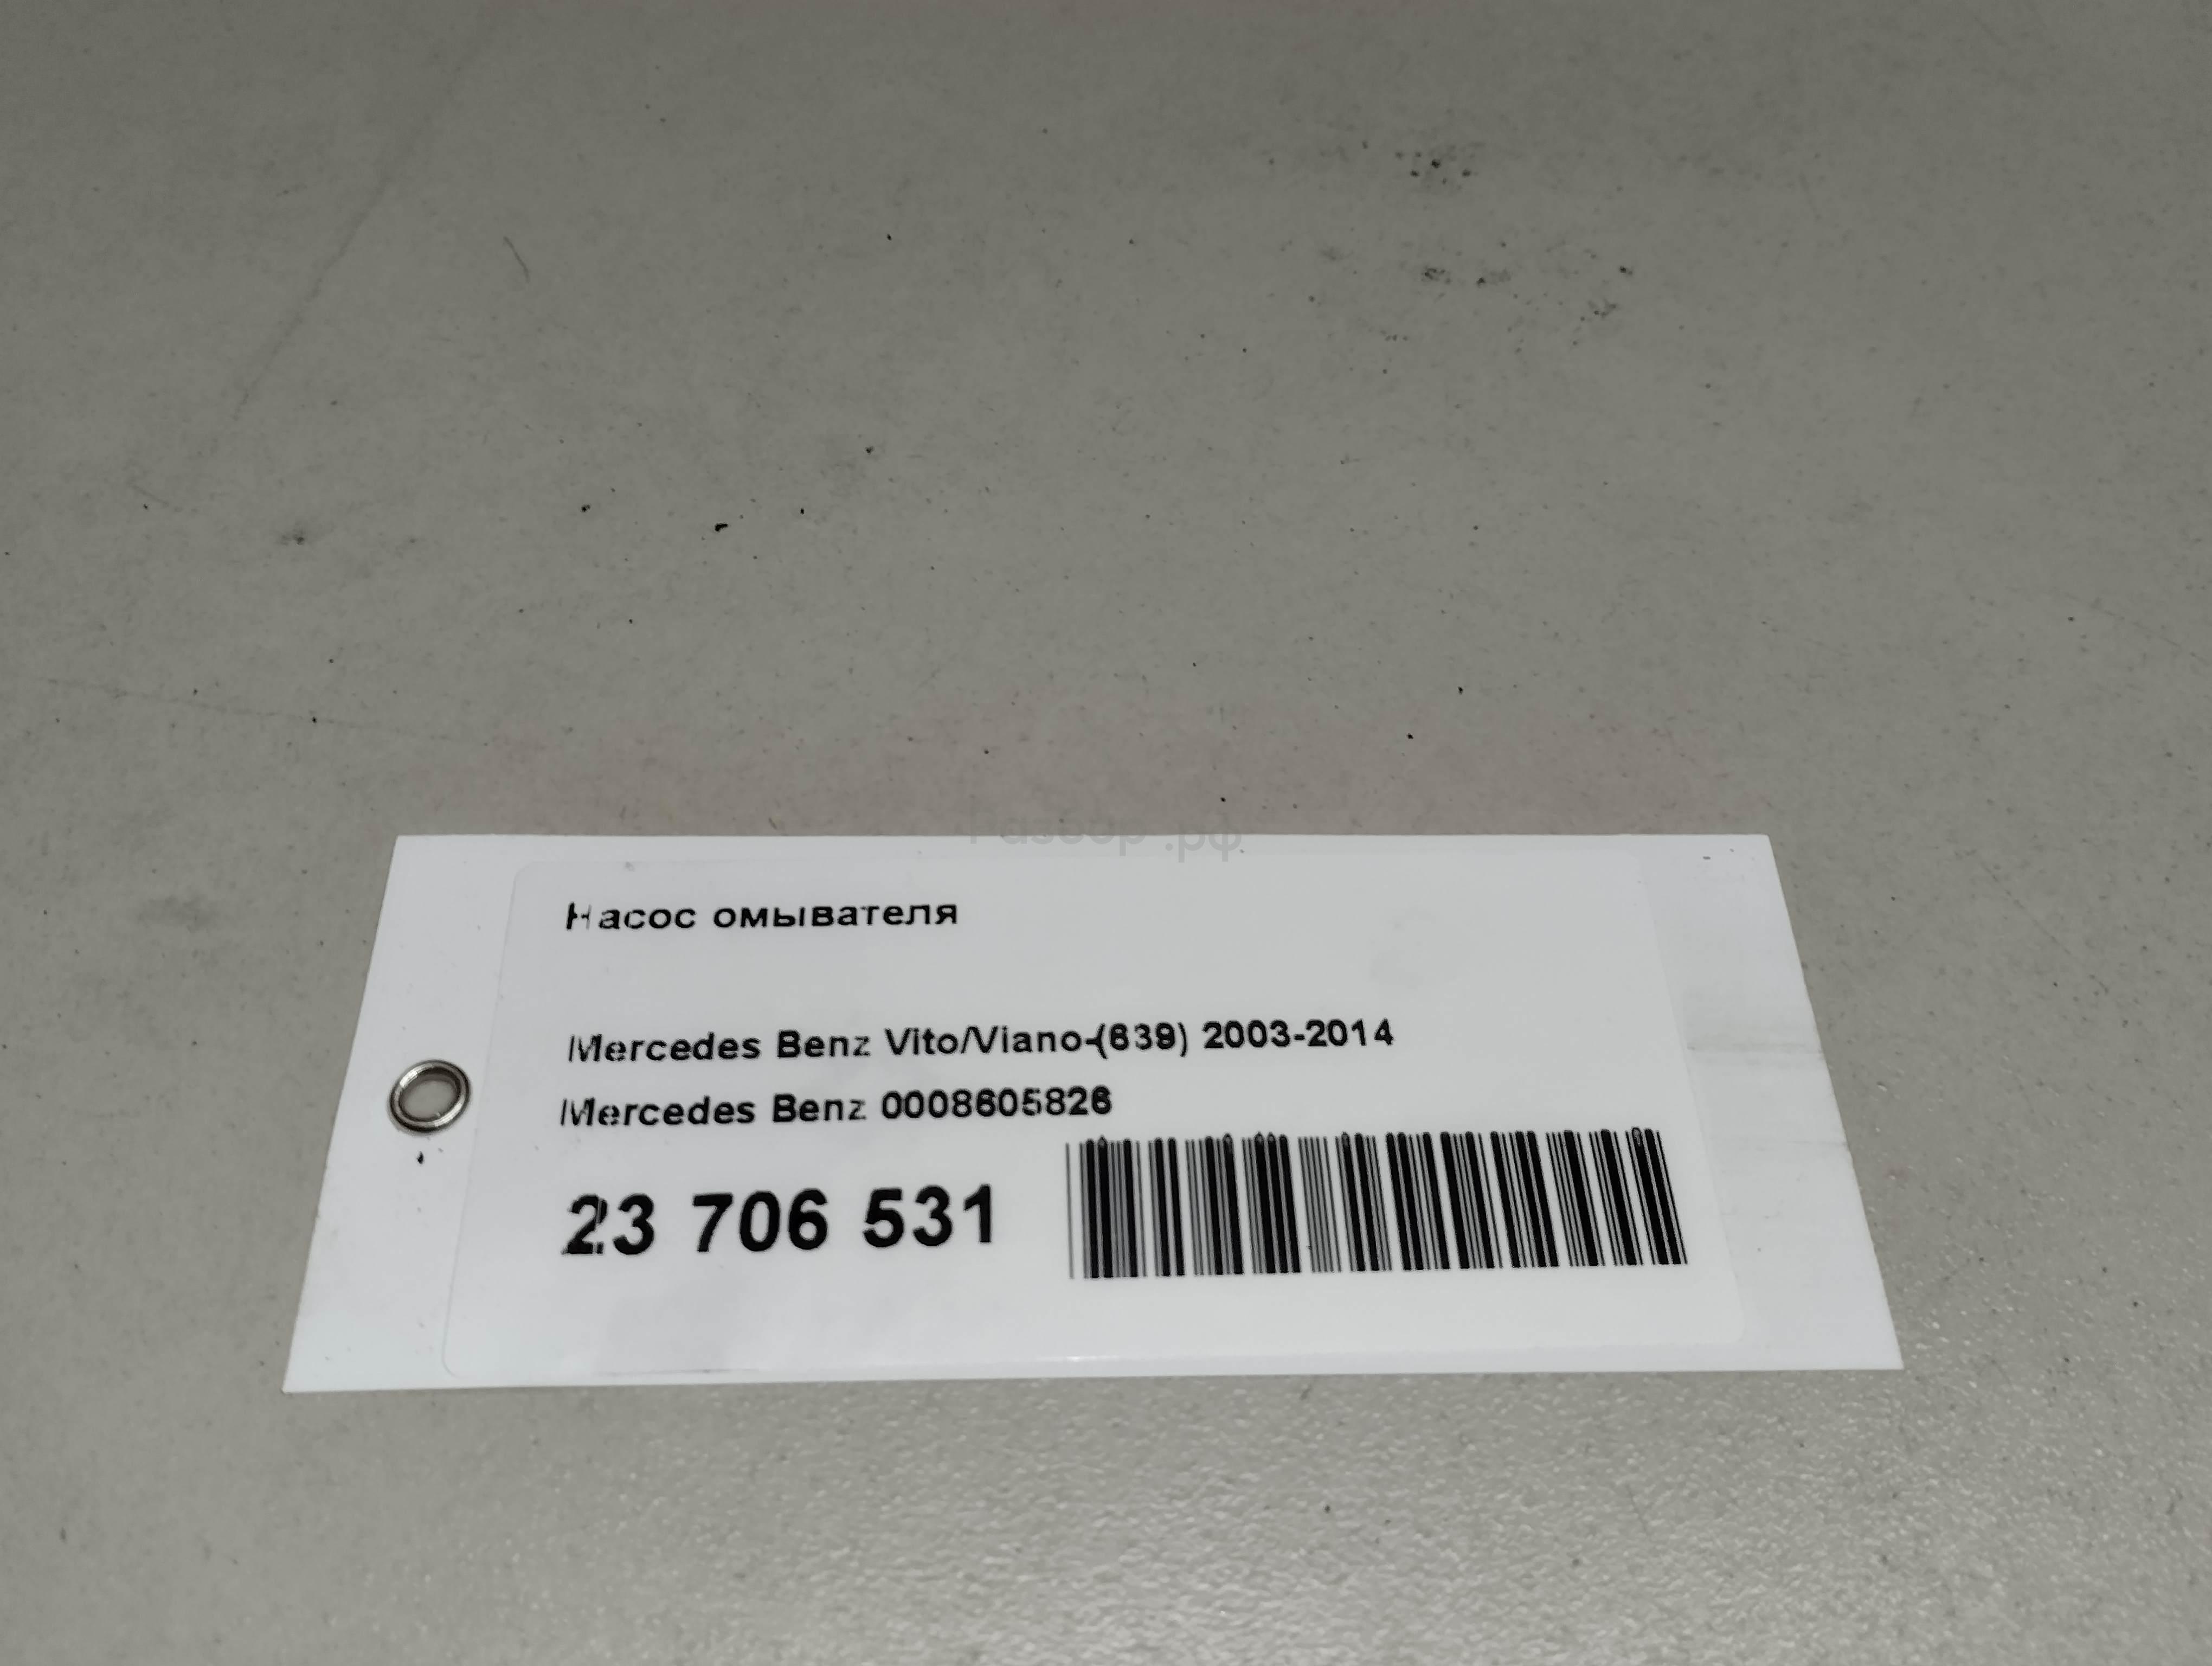 Насос омывателя
Mercedes Benz Vito/Viano-(639) 2003-2014
Mercedes Benz 0008605826
23 706 531